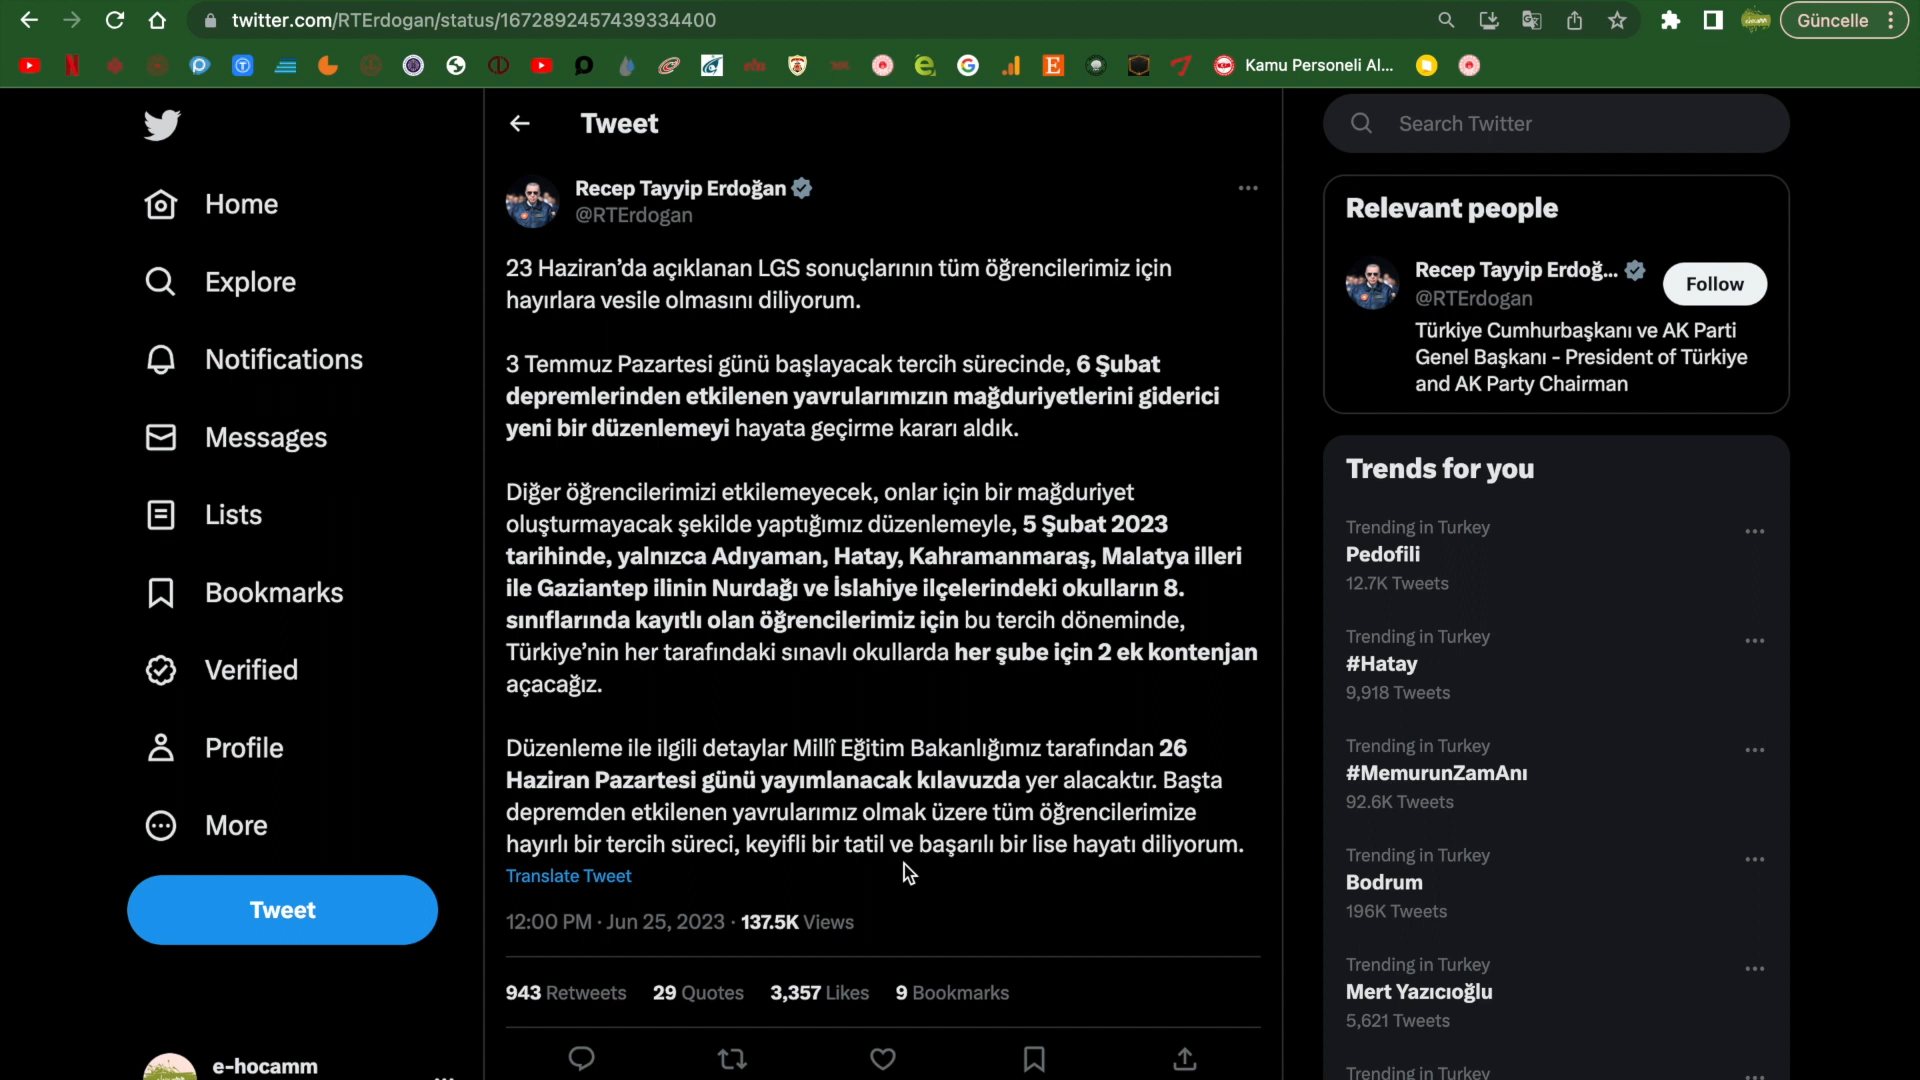 twitter.com/RTErdogan/status/1672892457439334400
Güncelle
Kamu Personeli Al...
Home
Explore
Notifications
Messages
Lists
Bookmarks
Verified
Profile
More
Tweet
e-hocamm
Tweet
Recep Tayyip Erdoğan
@RTErdogan
23 Haziran’da açıklanan LGS sonuçlarının tüm öğrencilerimiz için
hayırlara vesile olmasını diliyorum.
3 Temmuz Pazartesi günü başlayacak tercih sürecinde, 6 Şubat
depremlerinden etkilenen yavrularımızın mağduriyetlerini giderici
yeni bir düzenlemeyi hayata geçirme kararı aldık.
Diğer öğrencilerimizi etkilemeyecek, onlar için bir mağduriyet
oluşturmayacak şekilde yaptığımız düzenlemeyle, 5 Şubat 2023
tarihinde, yalnızca Adıyaman, Hatay, Kahramanmaraş, Malatya illeri
ile Gaziantep ilinin Nurdağı ve İslahiye ilçelerindeki okulların 8.
sınıflarında kayıtlı olan öğrencilerimiz için bu tercih döneminde,
Türkiye’nin her tarafındaki sınavlı okullarda her şube için 2 ek kontenjan
açacağız.
Düzenleme ile ilgili detaylar Millî Eğitim Bakanlığımız tarafından 26
Haziran Pazartesi günü yayımlanacak kılavuzda yer alacaktır. Başta
depremden etkilenen yavrularımız olmak üzere tüm öğrencilerimize
hayırlı bir tercih süreci, keyifli bir tatil ve başarılı bir lise hayatı diliyorum.
Translate Tweet
12:00 PM · Jun 25, 2023 · 137.5K Views
943 Retweets 29 Quotes 3,357 Likes 9 Bookmarks
Search Twitter
Relevant people
Recep Tayyip Erdoğ...
@RTErdogan
Follow
Türkiye Cumhurbaşkanı ve AK Parti
Genel Başkanı - President of Türkiye
and AK Party Chairman
Trends for you
Trending in Turkey
Pedofili
12.7K Tweets
Trending in Turkey
#Hatay
9,918 Tweets
Trending in Turkey
#MemurunZamAnı
92.6K Tweets
Trending in Turkey
Bodrum
196K Tweets
Trending in Turkey
Mert Yazıcıoğlu
5,621 Tweets
Trending in Turkey